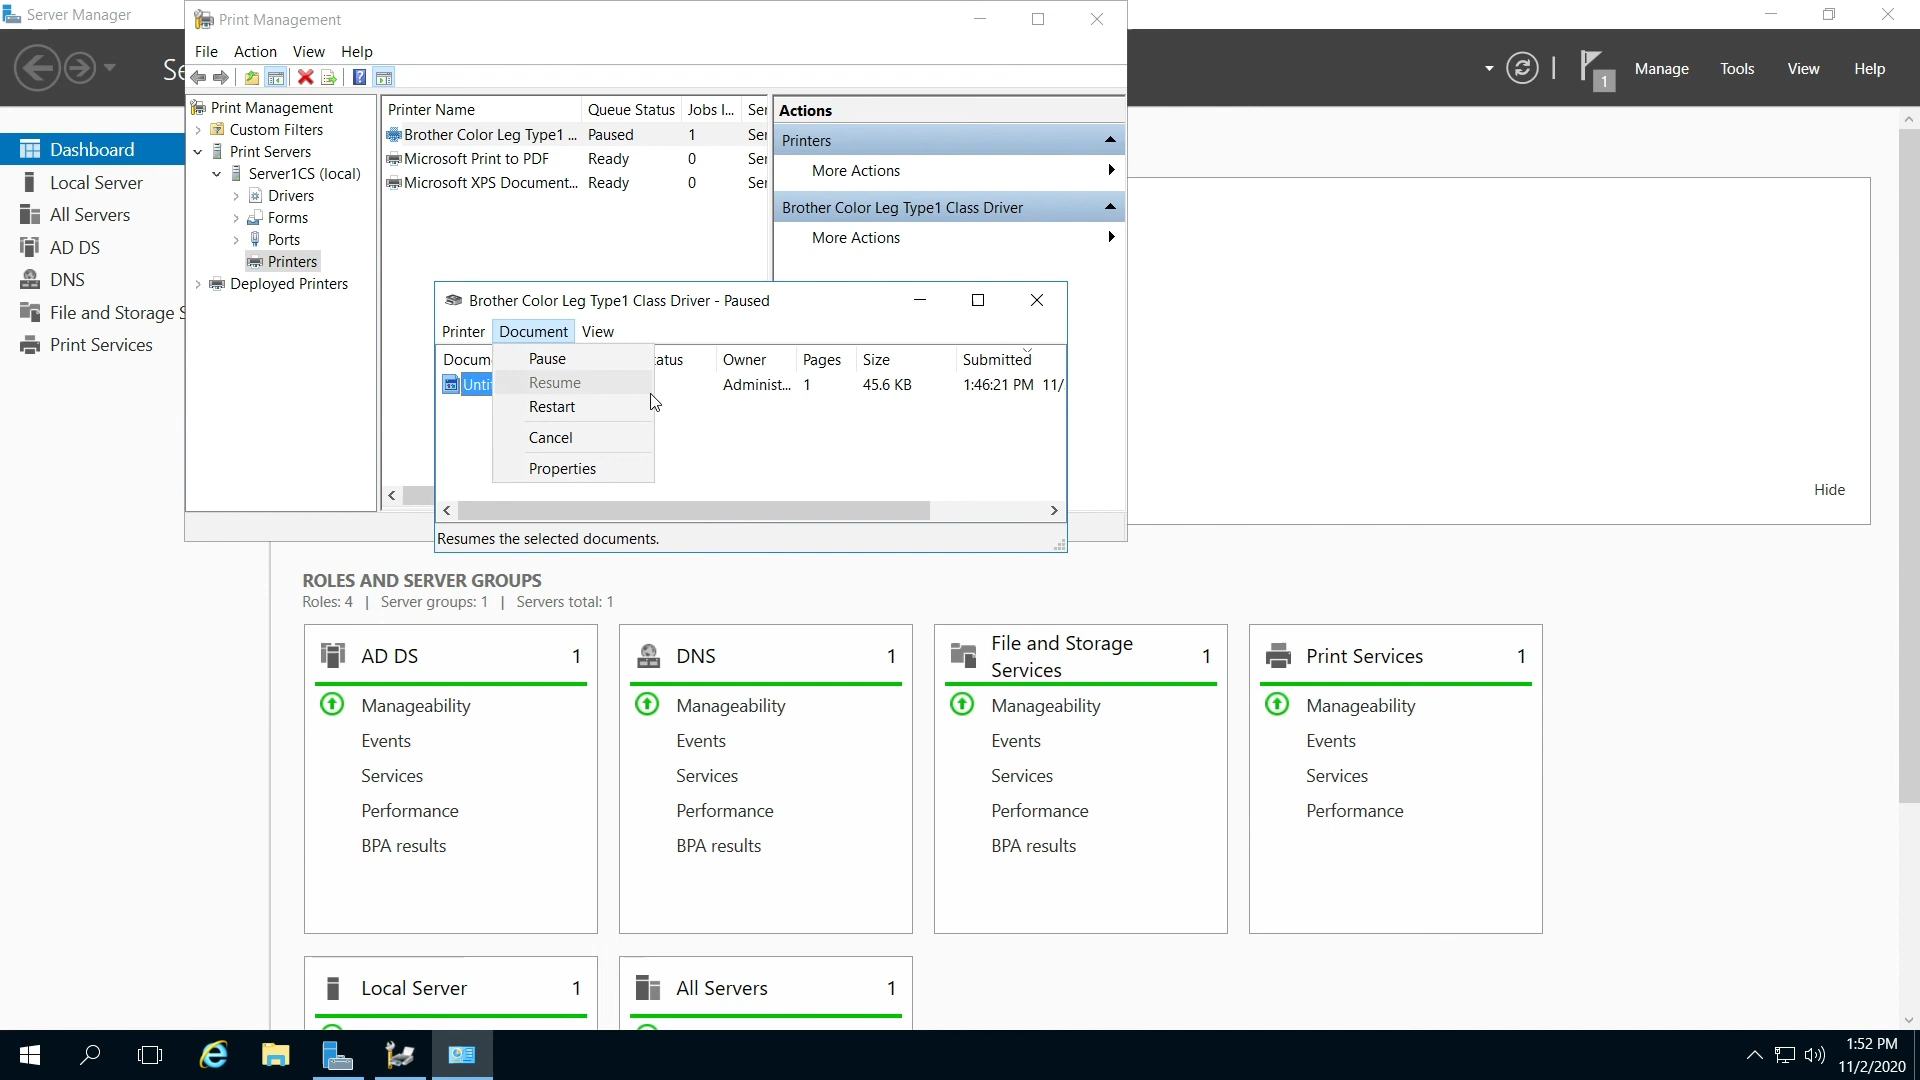 Server Manager
Print Management
File Action View Help
Manage Tools View Help
1
Print Management
Custom Filters
Print Servers
Server1CS (local)
Drivers
Forms
Ports
Printers
Deployed Printers
Printer Name Queue Status Jobs I... Ser
Brother Color Leg Type1 ... Paused 1 Ser
Microsoft Print to PDF Ready 0 Ser
Microsoft XPS Document... Ready 0 Ser
Actions
Printers
More Actions
Brother Color Leg Type1 Class Driver
More Actions
Dashboard
Local Server
All Servers
AD DS
DNS
File and Storage S
Print Services
Brother Color Leg Type1 Class Driver - Paused
Printer Document View
Docum tatus Owner Pages Size Submitted
Unti Administ... 1 45.6 KB 1:46:21 PM 11/
Pause
Resume
Restart
Cancel
Properties
Resumes the selected documents.
Hide
ROLES AND SERVER GROUPS
Roles: 4 | Server groups: 1 | Servers total: 1
AD DS 1
Manageability
Events
Services
Performance
BPA results
DNS 1
Manageability
Events
Services
Performance
BPA results
File and Storage Services 1
Manageability
Events
Services
Performance
BPA results
Print Services 1
Manageability
Events
Services
Performance
Local Server 1
All Servers 1
1:52 PM
11/2/2020